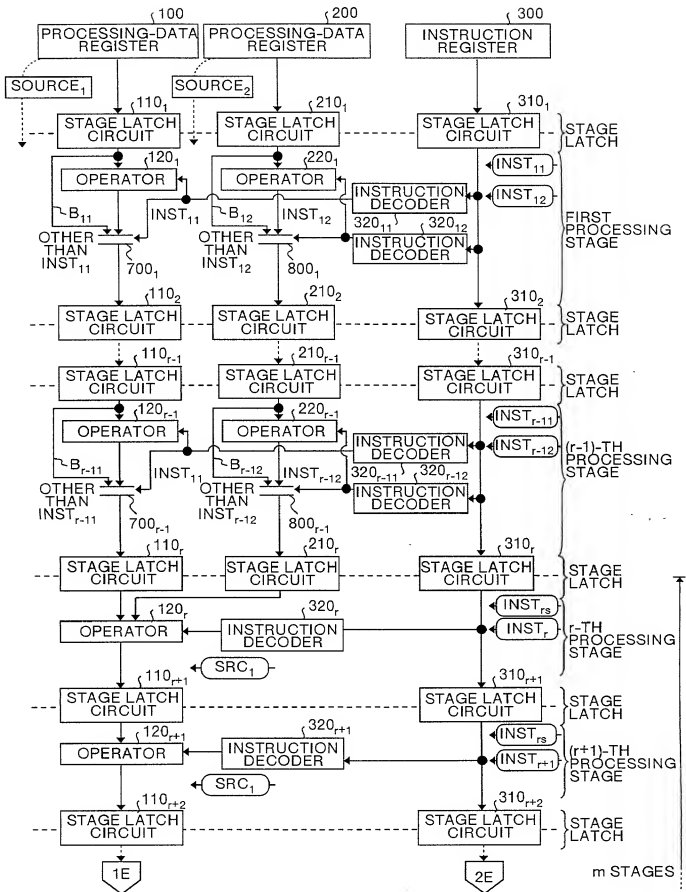 100 200 300
PROCESSING-DATA REGISTER PROCESSING-DATA REGISTER INSTRUCTION REGISTER
SOURCE₁ SOURCE₂
110₁ 210₁ 310₁
STAGE LATCH CIRCUIT STAGE LATCH CIRCUIT STAGE LATCH CIRCUIT STAGE LATCH
120₁ 220₁ INST₁₁
OPERATOR OPERATOR INSTRUCTION DECODER INST₁₂
B₁₁ INST₁₁ B₁₂ INST₁₂ 320₁₁ 320₁₂ FIRST PROCESSING STAGE
OTHER THAN INST₁₁ OTHER THAN INST₁₂ INSTRUCTION DECODER
700₁ 800₁
110₂ 210₂ 310₂
STAGE LATCH CIRCUIT STAGE LATCH CIRCUIT STAGE LATCH CIRCUIT STAGE LATCH
110r-1 210r-1 310r-1
STAGE LATCH CIRCUIT STAGE LATCH CIRCUIT STAGE LATCH CIRCUIT STAGE LATCH
120r-1 220r-1 INSTr-11
OPERATOR OPERATOR INSTRUCTION DECODER INSTr-12 (r-1)-TH PROCESSING STAGE
Br-11 INST₁₁ Br-12 INST₁₂ 320r-11 320r-12
OTHER THAN INSTr-11 OTHER THAN INSTr-12 INSTRUCTION DECODER
700r-1 800r-1
110r 210r 310r
STAGE LATCH CIRCUIT STAGE LATCH CIRCUIT STAGE LATCH CIRCUIT STAGE LATCH
120r 320r INSTrs
OPERATOR INSTRUCTION DECODER INSTr r-TH PROCESSING STAGE
SRC₁
110r+1 310r+1
STAGE LATCH CIRCUIT STAGE LATCH CIRCUIT STAGE LATCH
120r+1 320r+1 INSTrs
OPERATOR INSTRUCTION DECODER INSTr+1 (r+1)-TH PROCESSING STAGE
SRC₁
110r+2 310r+2
STAGE LATCH CIRCUIT STAGE LATCH CIRCUIT STAGE LATCH
1E 2E m STAGES